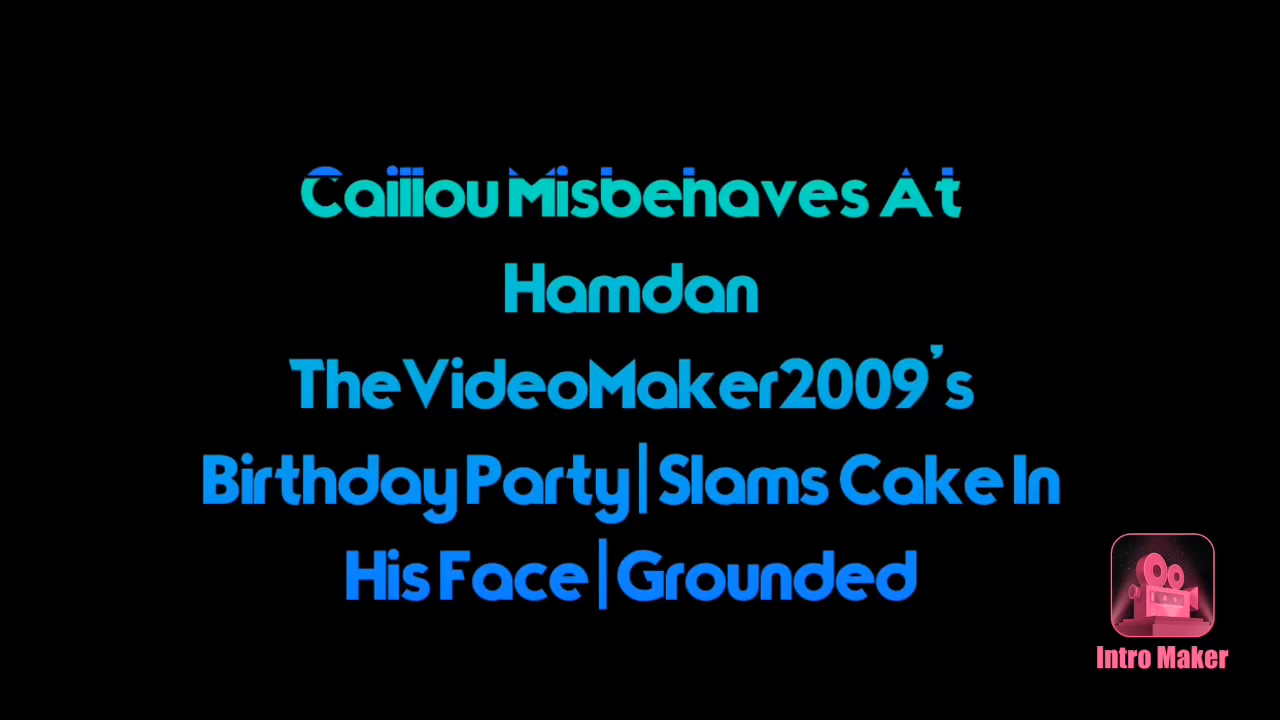 Caillou Misbehaves At
Hamdan
TheVideoMaker2009's
Birthday Party|Slams Cake In
His Face|Grounded
Intro Maker